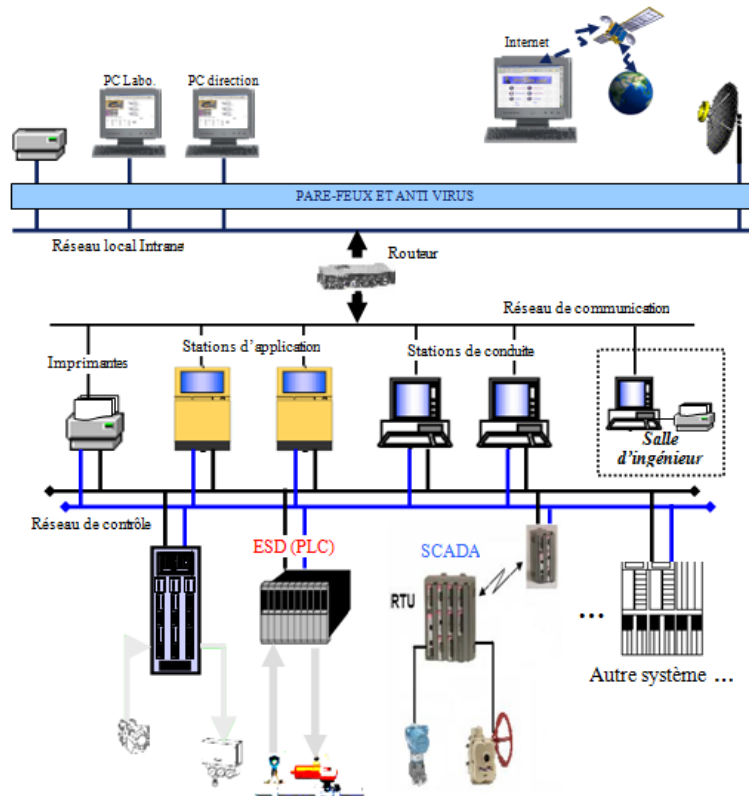 Internet
PC Labo.
PC direction
PARE-FEUX ET ANTI VIRUS
Réseau local Intrane
Routeur
Réseau de communication
Imprimantes
Stations d’application
Stations de conduite
Salle
d’ingénieur
Réseau de contrôle
ESD (PLC)
SCADA
RTU
...
Autre système ...